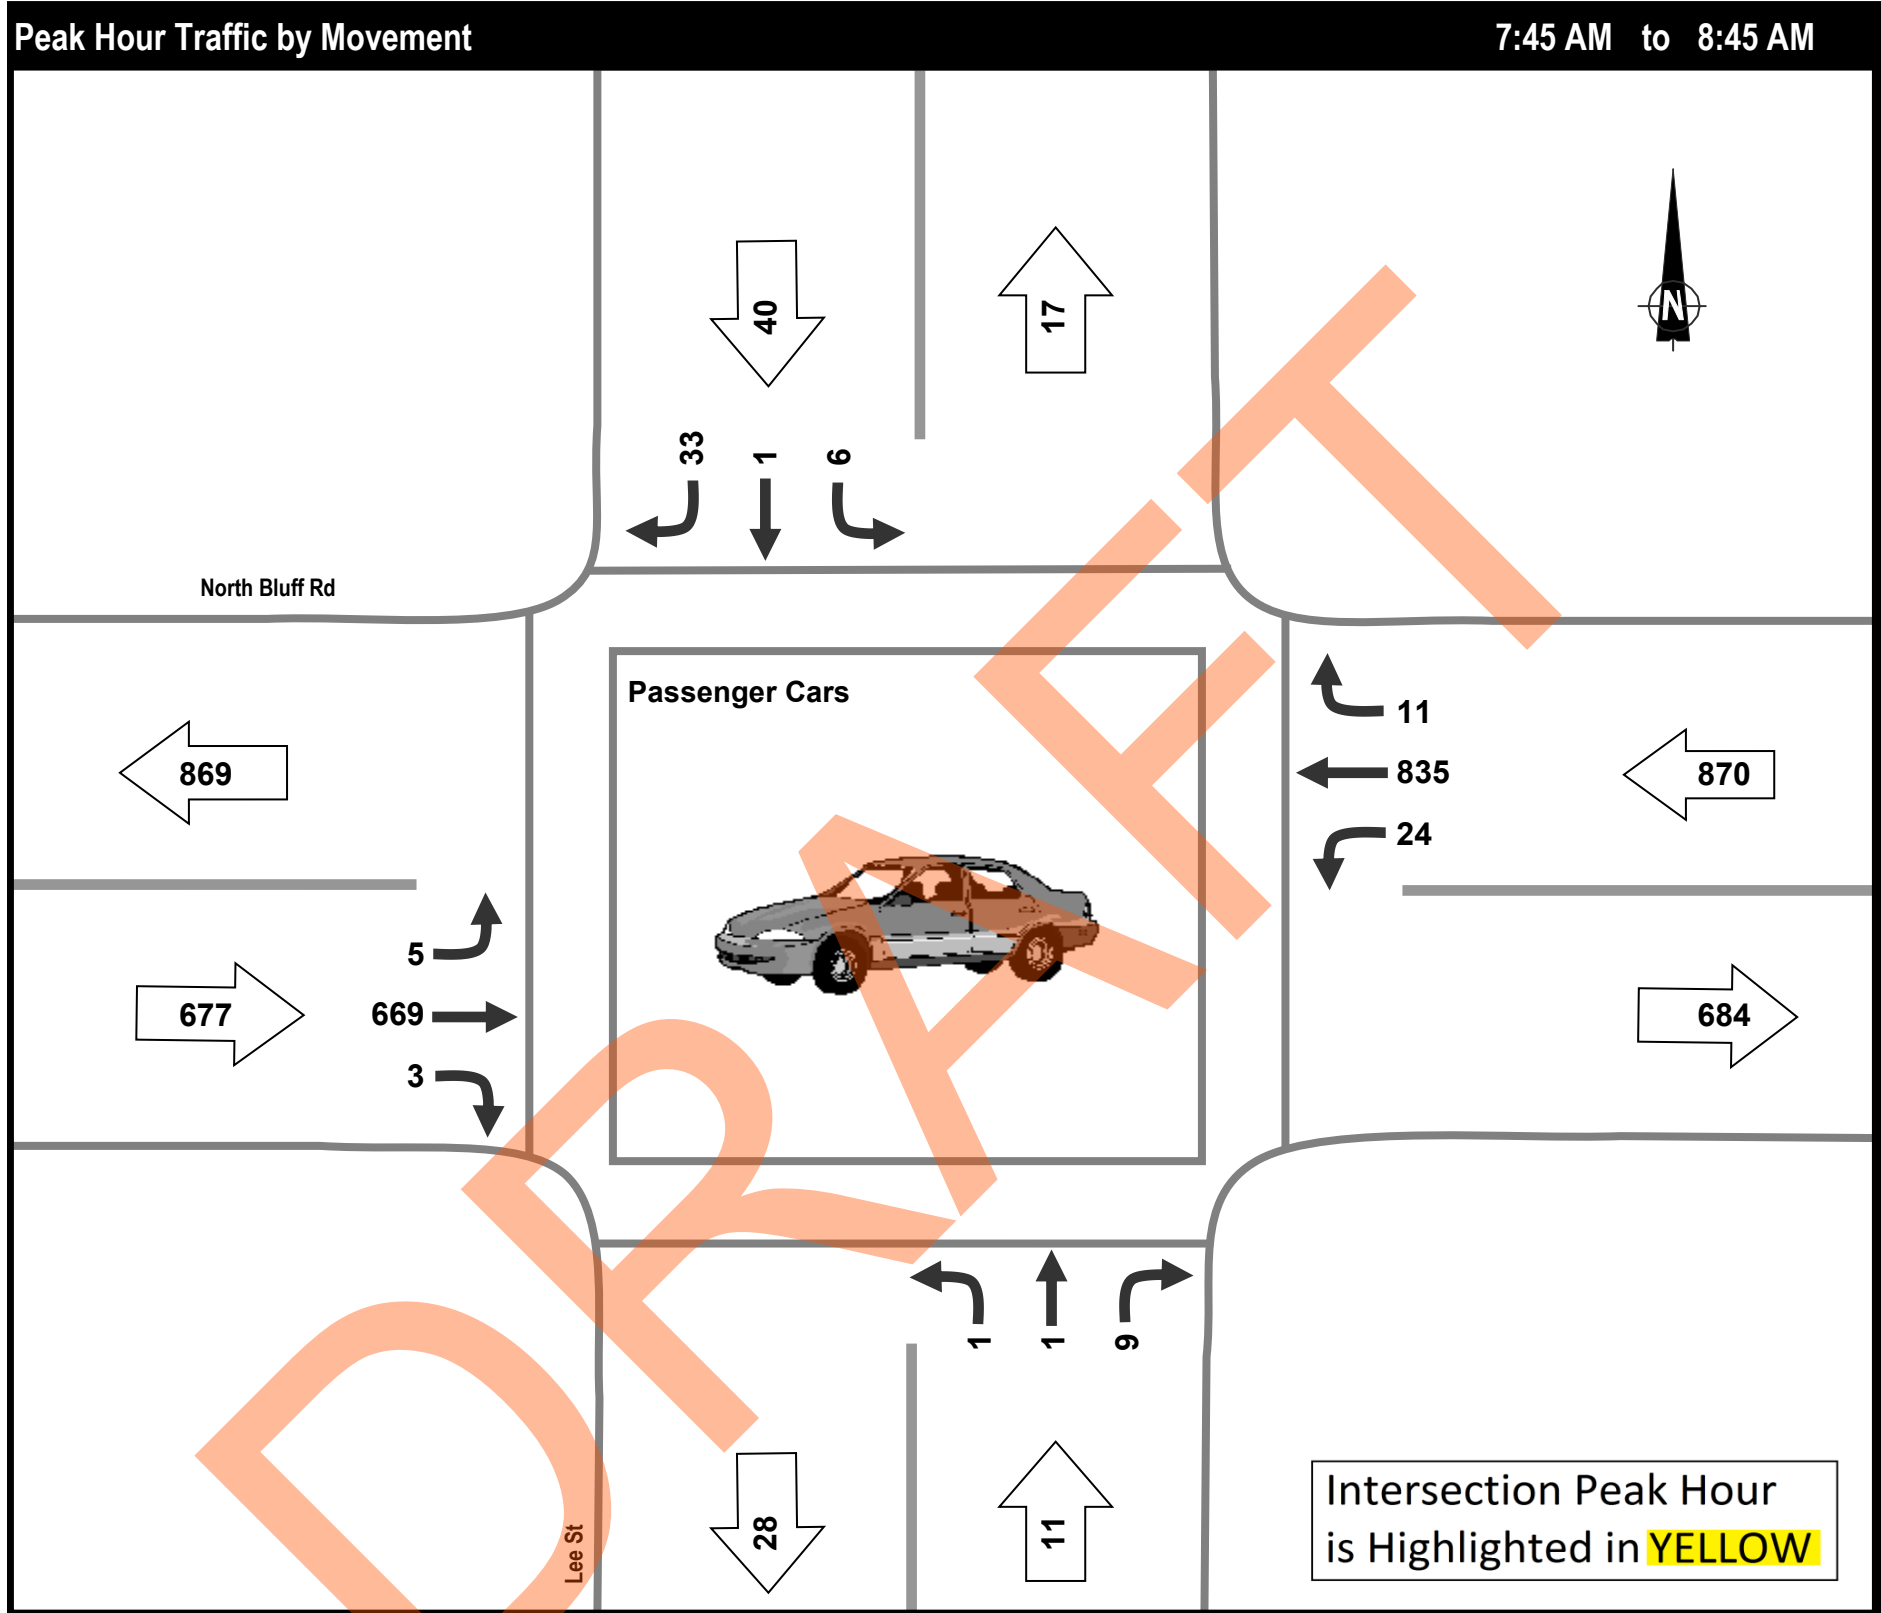 Peak Hour Traffic by Movement
7:45 AM to 8:45 AM
40
17
33
1
6
N
North Bluff Rd
Passenger Cars
11
869
835
870
24
5
677
669
684
3
1
1
9
28
11
Lee St
Intersection Peak Hour
is Highlighted in YELLOW
DRAFT